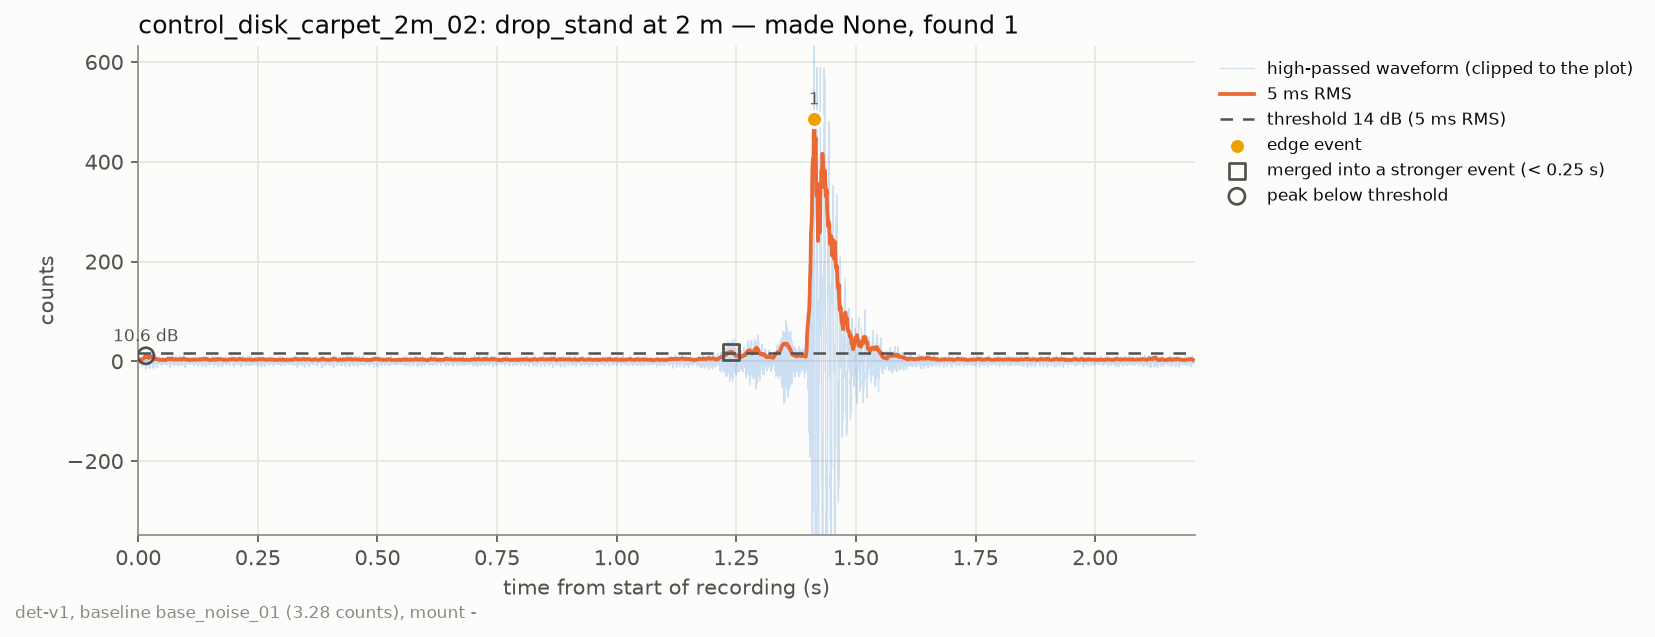 control_disk_carpet_2m_02: drop_stand at 2 m — made None, found 1
600
400
200
0
−200
counts
10.6 dB
1
0.00 0.25 0.50 0.75 1.00 1.25 1.50 1.75 2.00
time from start of recording (s)
high-passed waveform (clipped to the plot)
5 ms RMS
threshold 14 dB (5 ms RMS)
edge event
merged into a stronger event (< 0.25 s)
peak below threshold
det-v1, baseline base_noise_01 (3.28 counts), mount -